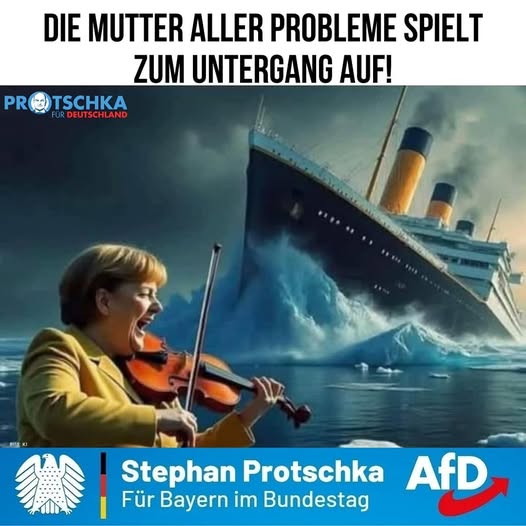 DIE MUTTER ALLER PROBLEME SPIELT
ZUM UNTERGANG AUF!
PROTSCHKA
FÜR DEUTSCHLAND
Stephan Protschka
Für Bayern im Bundestag
AfD